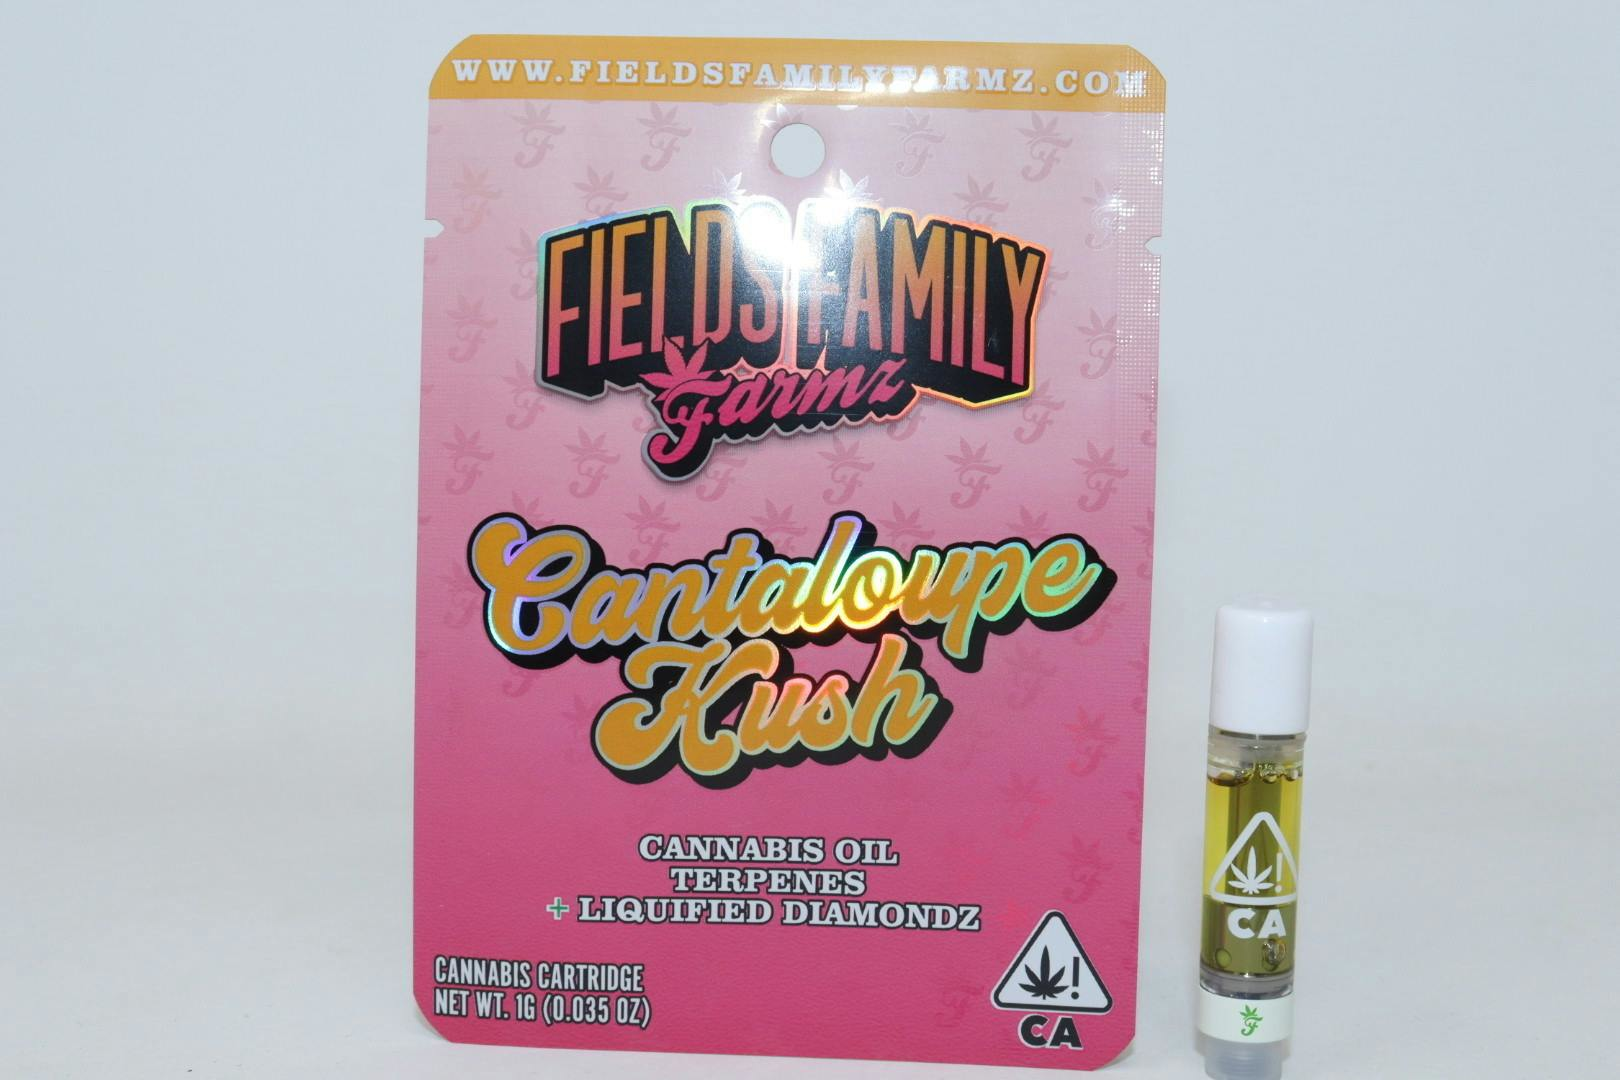 WWW.FIELDSFAMILYFARMZ.COM
FIELDS FAMILY
Farmz
Cantaloupe
Kush
CANNABIS OIL
TERPENES
+ LIQUIFIED DIAMONDZ
CANNABIS CARTRIDGE
NET WT. 1G (0.035 OZ)
!
CA
!
CA